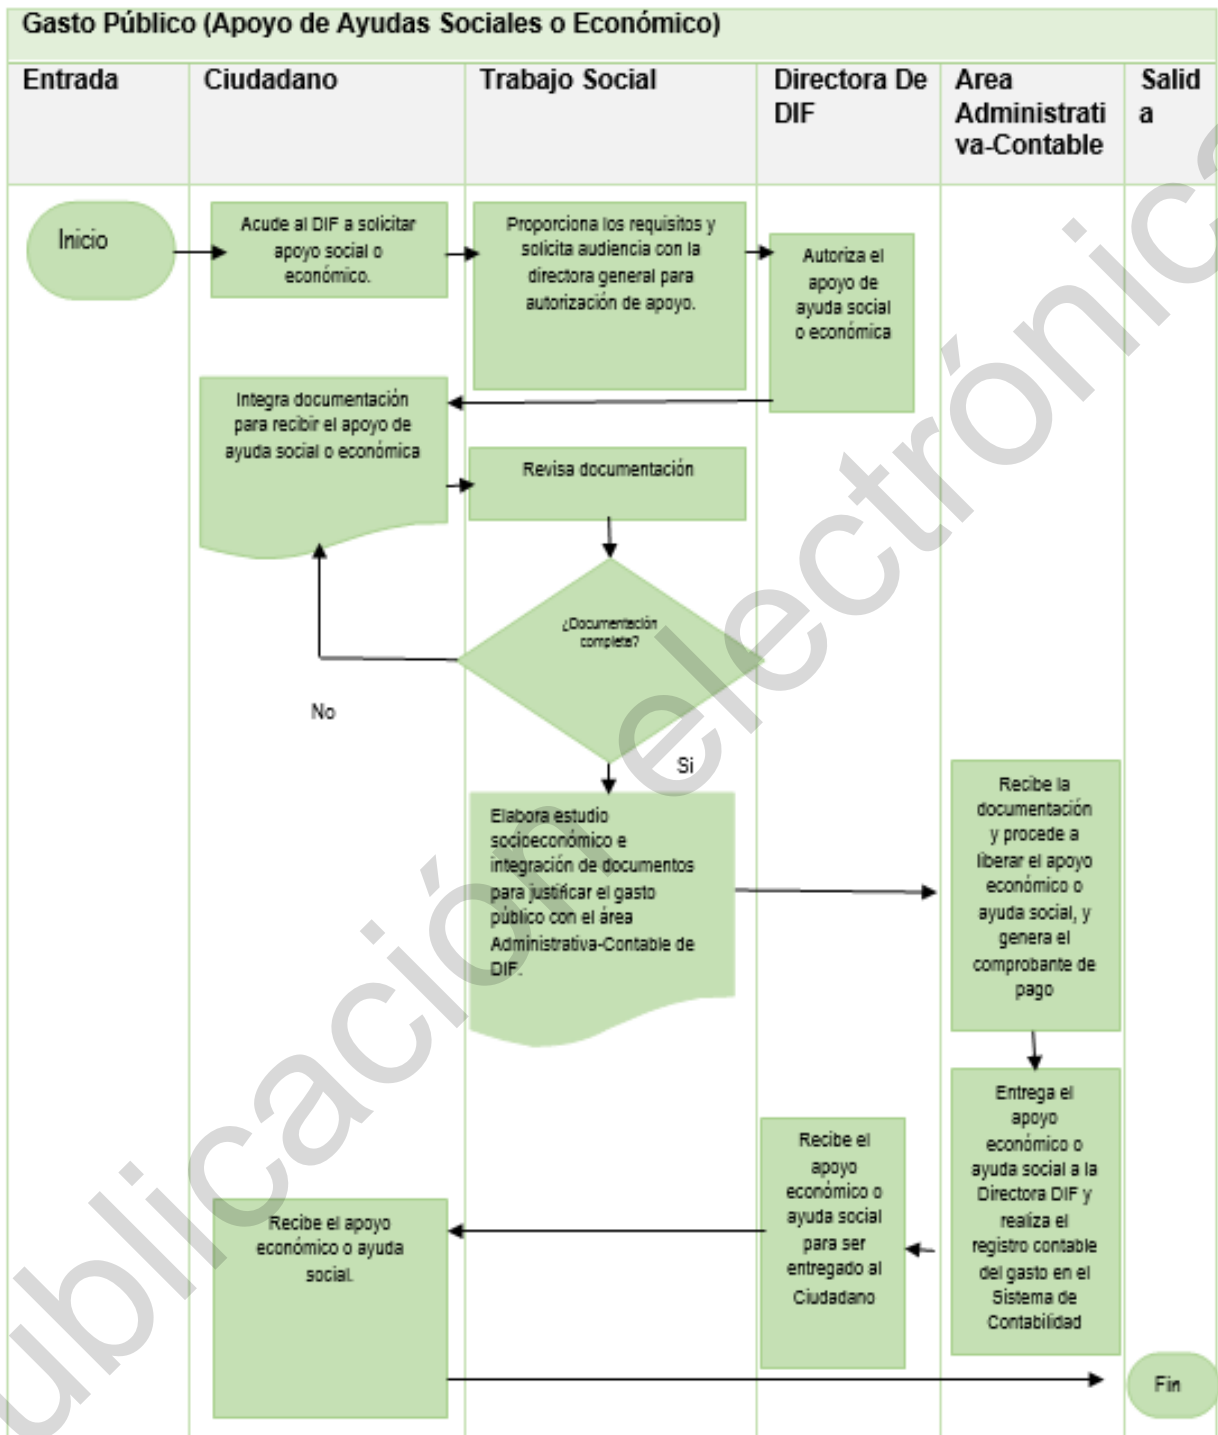 Gasto Público (Apoyo de Ayudas Sociales o Económico)
Entrada
Ciudadano
Trabajo Social
Directora De
DIF
Area
Administrati
va-Contable
Salid
a
Inicio
Acude al DIF a solicitar
apoyo social o
económico.
Proporciona los requisitos y
solicita audiencia con la
directora general para
autorización de apoyo.
Autoriza el
apoyo de
ayuda social
o económica
Integra documentación
para recibir el apoyo de
ayuda social o económica
Revisa documentación
¿Documentación
completa?
No
Si
Elabora estudio
socioeconómico e
integración de documentos
para justificar el gasto
público con el área
Administrativa-Contable de
DIF.
Recibe la
documentación
y procede a
liberar el apoyo
económico o
ayuda social, y
genera el
comprobante de
pago
Entrega el
apoyo
económico o
ayuda social a la
Directora DIF y
realiza el
registro contable
del gasto en el
Sistema de
Contabilidad
Recibe el
apoyo
económico o
ayuda social
para ser
entregado al
Ciudadano
Recibe el apoyo
económico o ayuda
social.
Fin
ublicación electrónica